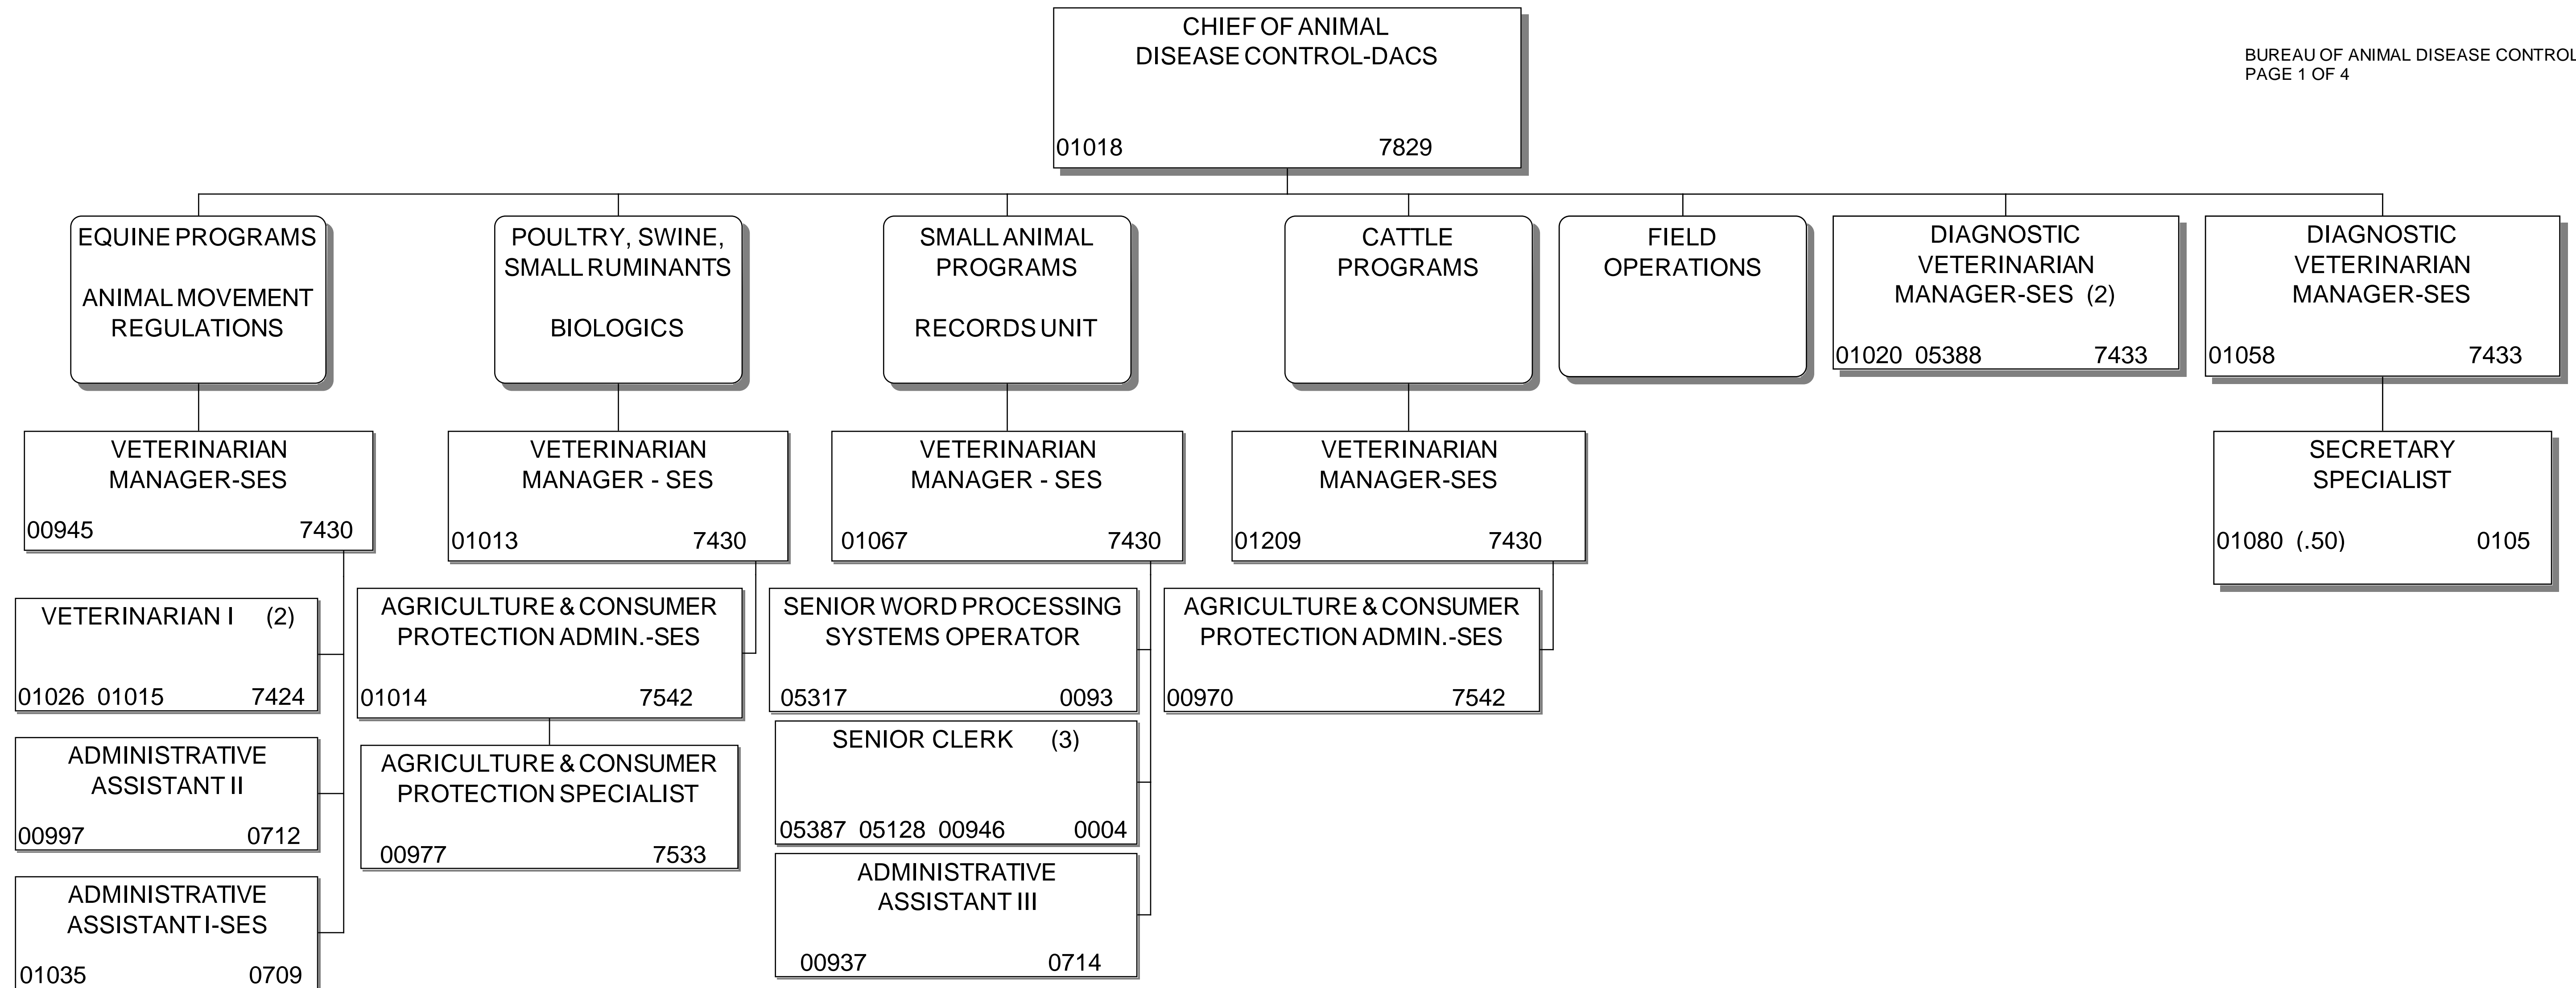 CHIEF OF ANIMAL
DISEASE CONTROL-DACS
01018 7829
BUREAU OF ANIMAL DISEASE CONTROL
PAGE 1 OF 4
EQUINE PROGRAMS
ANIMAL MOVEMENT
REGULATIONS
POULTRY, SWINE,
SMALL RUMINANTS
BIOLOGICS
SMALL ANIMAL
PROGRAMS
RECORDS UNIT
CATTLE
PROGRAMS
FIELD
OPERATIONS
DIAGNOSTIC
VETERINARIAN
MANAGER-SES (2)
01020 05388 7433
DIAGNOSTIC
VETERINARIAN
MANAGER-SES
01058 7433
VETERINARIAN
MANAGER-SES
00945 7430
VETERINARIAN
MANAGER - SES
01013 7430
VETERINARIAN
MANAGER - SES
01067 7430
VETERINARIAN
MANAGER-SES
01209 7430
SECRETARY
SPECIALIST
01080 (.50) 0105
VETERINARIAN I (2)
01026 01015 7424
ADMINISTRATIVE
ASSISTANT II
00997 0712
ADMINISTRATIVE
ASSISTANT I-SES
01035 0709
AGRICULTURE & CONSUMER
PROTECTION ADMIN.-SES
01014 7542
AGRICULTURE & CONSUMER
PROTECTION SPECIALIST
00977 7533
SENIOR WORD PROCESSING
SYSTEMS OPERATOR
05317 0093
SENIOR CLERK (3)
05387 05128 00946 0004
ADMINISTRATIVE
ASSISTANT III
00937 0714
AGRICULTURE & CONSUMER
PROTECTION ADMIN.-SES
00970 7542